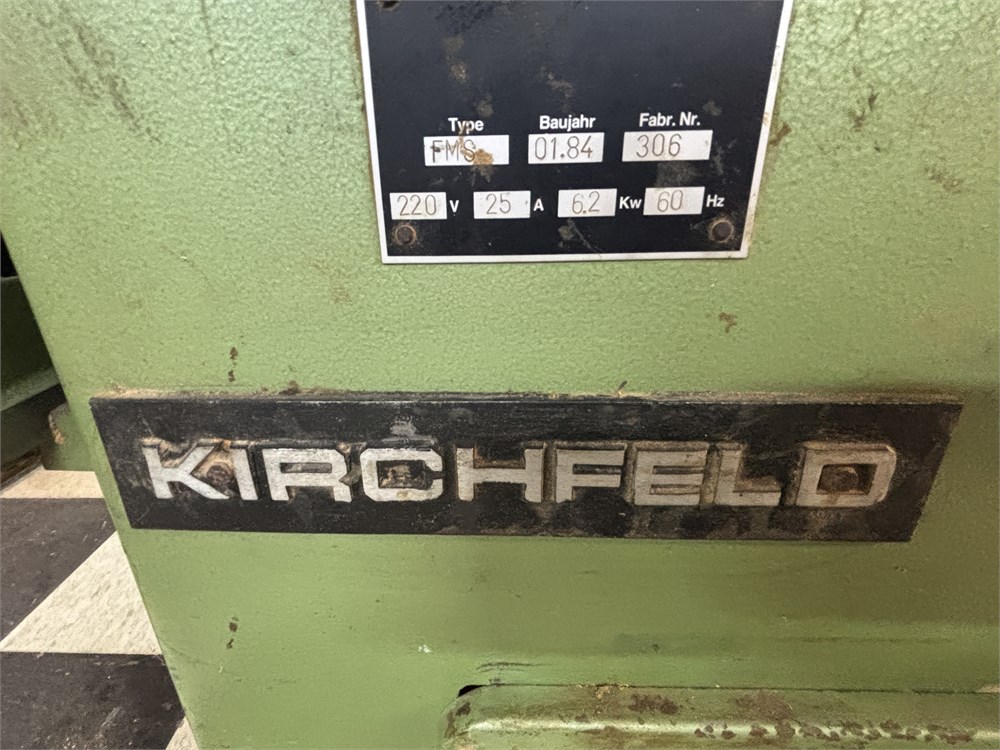 Type Baujahr Fabr. Nr.
FMS 01.84 306
220 V 25 A 6.2 Kw 60 Hz
KIRCHFELD